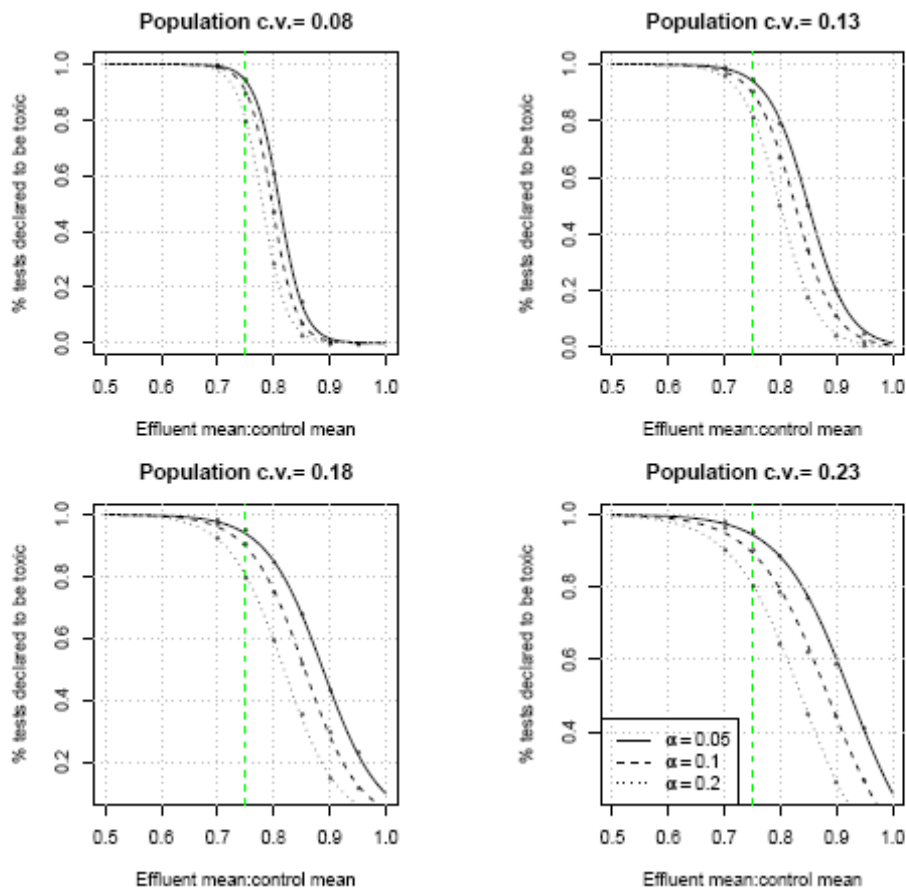 Population c.v.= 0.08
% tests declared to be toxic
1.0
0.8
0.6
0.4
0.2
0.0
0.5 0.6 0.7 0.8 0.9 1.0
Effluent mean:control mean
Population c.v.= 0.13
% tests declared to be toxic
1.0
0.8
0.6
0.4
0.2
0.0
0.5 0.6 0.7 0.8 0.9 1.0
Effluent mean:control mean
Population c.v.= 0.18
% tests declared to be toxic
1.0
0.8
0.6
0.4
0.2
0.5 0.6 0.7 0.8 0.9 1.0
Effluent mean:control mean
Population c.v.= 0.23
% tests declared to be toxic
1.0
0.8
0.6
0.4
α = 0.05
α = 0.1
α = 0.2
0.5 0.6 0.7 0.8 0.9 1.0
Effluent mean:control mean